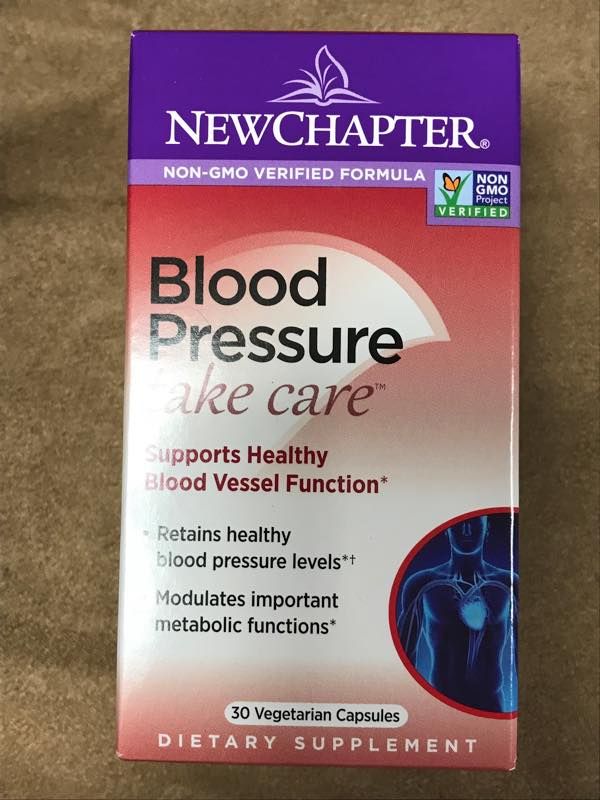 NEWCHAPTER®
NON-GMO VERIFIED FORMULA
NON
GMO
Project
VERIFIED
Blood
Pressure
take care™
Supports Healthy
Blood Vessel Function*
• Retains healthy
blood pressure levels*†
Modulates important
metabolic functions*
30 Vegetarian Capsules
DIETARY SUPPLEMENT